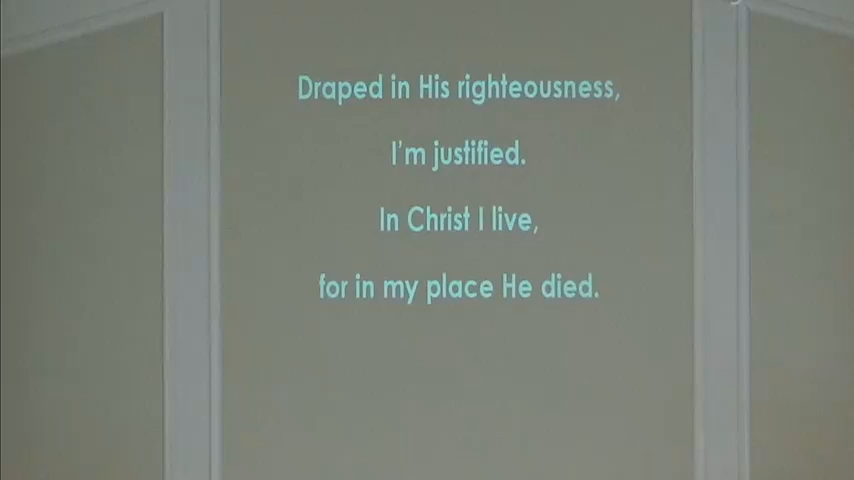 Draped in His righteousness,
I'm justified.
In Christ I live,
for in my place He died.